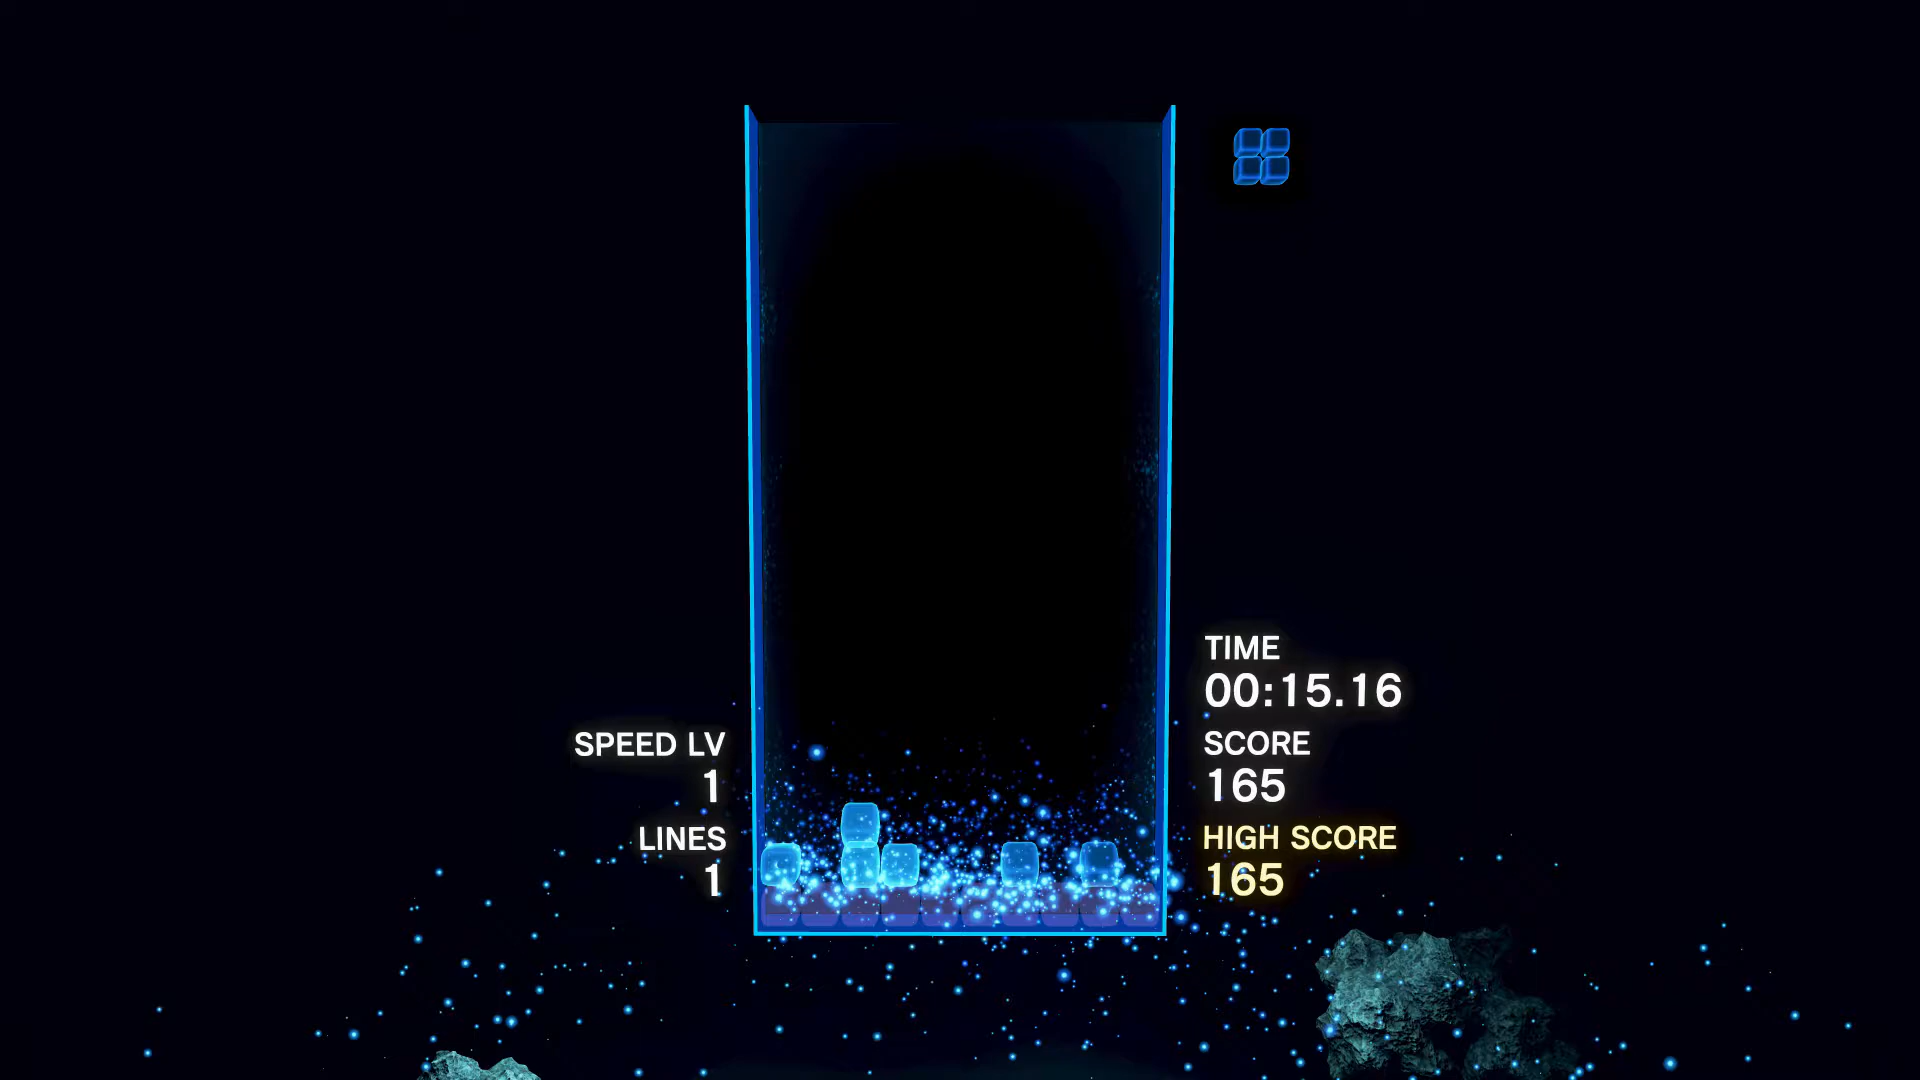 SPEED LV
1
LINES
1
TIME
00:15.16
SCORE
165
HIGH SCORE
165